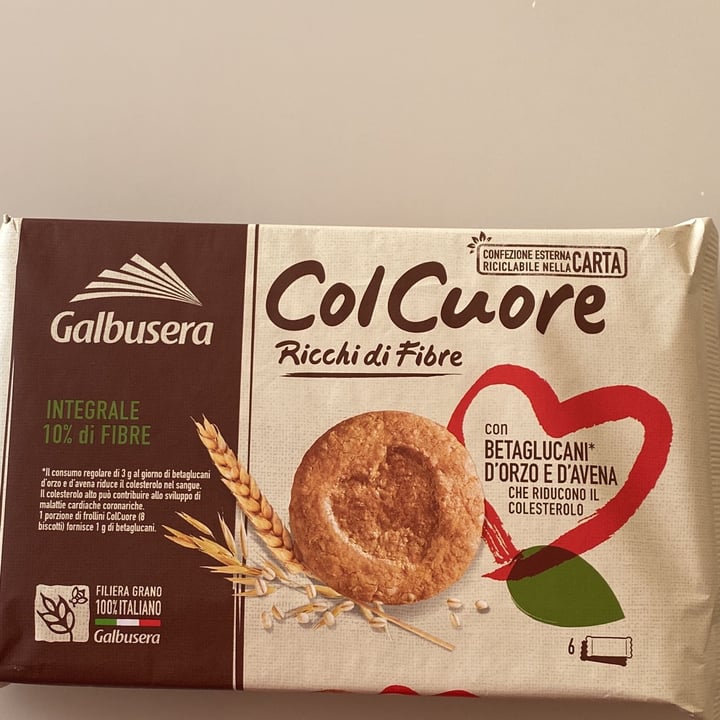 Galbusera
INTEGRALE
10% di FIBRE
*Il consumo regolare di 3 g al giorno di betaglucani
d'orzo e d'avena riduce il colesterolo nel sangue.
Il colesterolo alto può contribuire allo sviluppo di
malattie cardiache coronariche.
1 porzione di frollini ColCuore (8
biscotti) fornisce 1 g di betaglucani.
FILIERA GRANO
100% ITALIANO
Galbusera
CONFEZIONE ESTERNA
RICICLABILE NELLA CARTA
ColCuore
Ricchi di Fibre
con
BETAGLUCANI*
D'ORZO E D'AVENA
CHE RIDUCONO IL
COLESTEROLO
6